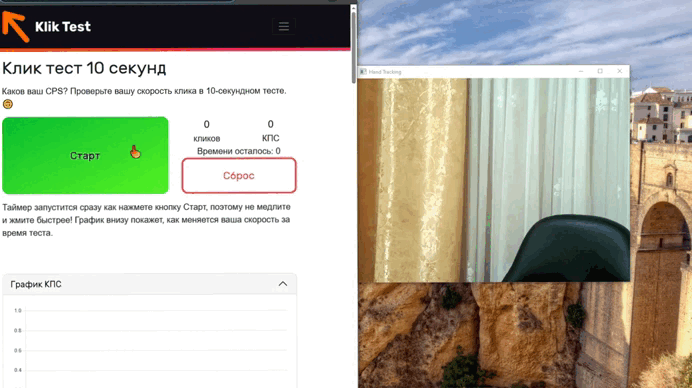 Klik Test
Клик тест 10 секунд
Каков ваш CPS? Проверьте вашу скорость клика в 10-секундном тесте.
Старт
0
0
кликов
КПС
Времени осталось: 0
Сброс
Таймер запустится сразу как нажмете кнопку Старт, поэтому не медлите
и жмите быстрее! График внизу покажет, как меняется ваша скорость за
время теста.
График КПС
0.8
0.6
0.4
Hand Tracking